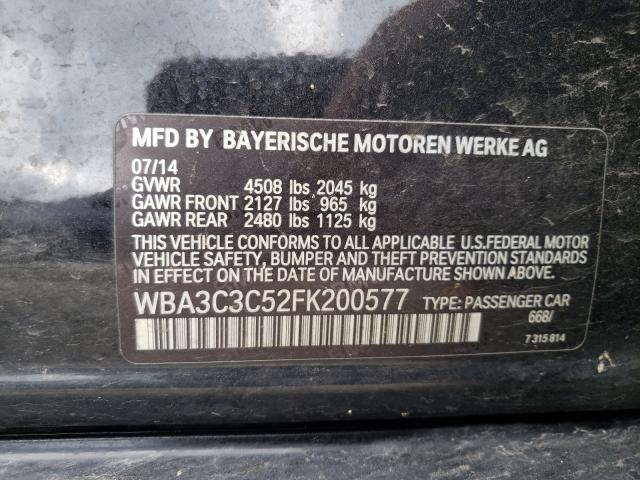 MFD BY BAYERISCHE MOTOREN WERKE AG
07/14
GVWR 4508 lbs 2045 kg
GAWR FRONT 2127 lbs 965 kg
GAWR REAR 2480 lbs 1125 kg
THIS VEHICLE CONFORMS TO ALL APPLICABLE U.S.FEDERAL MOTOR
VEHICLE SAFETY, BUMPER AND THEFT PREVENTION STANDARDS IN
EFFECT ON THE DATE OF MANUFACTURE SHOWN ABOVE.
WBA3C3C52FK200577 TYPE: PASSENGER CAR
668/
7315814